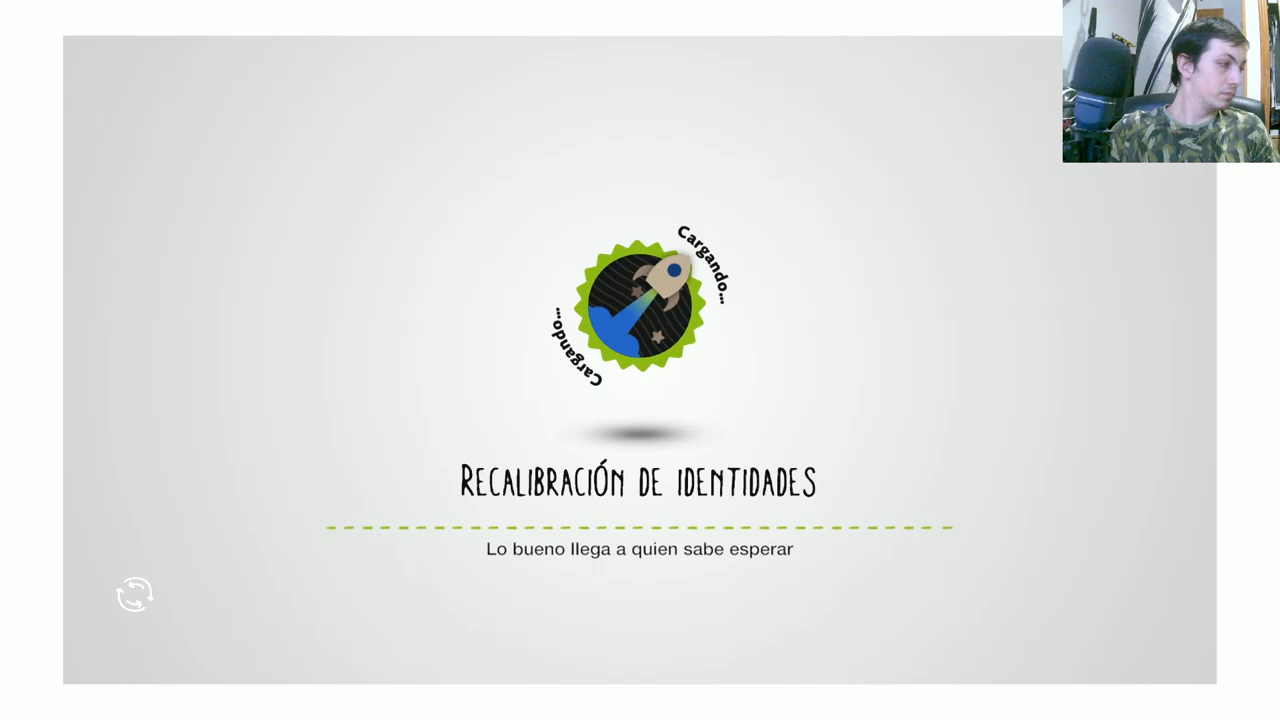 Cargando...
Cargando...
RECALIBRACIÓN DE IDENTIDADES
Lo bueno llega a quien sabe esperar